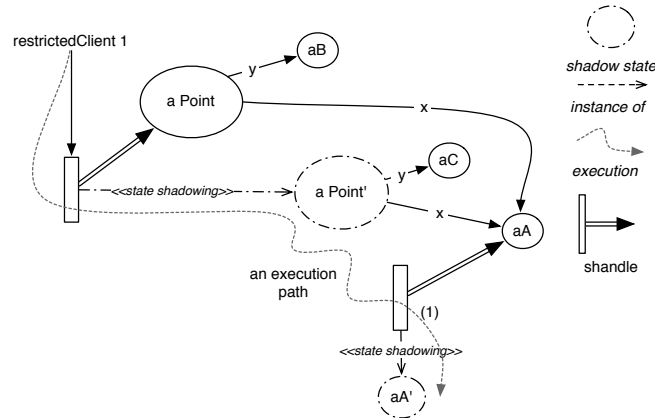 restrictedClient 1
aB
y
a Point
x
shadow state
instance of
aC
y
<<state shadowing>>
a Point'
x
execution
aA
shandle
an execution
path
(1)
<<state shadowing>>
aA'